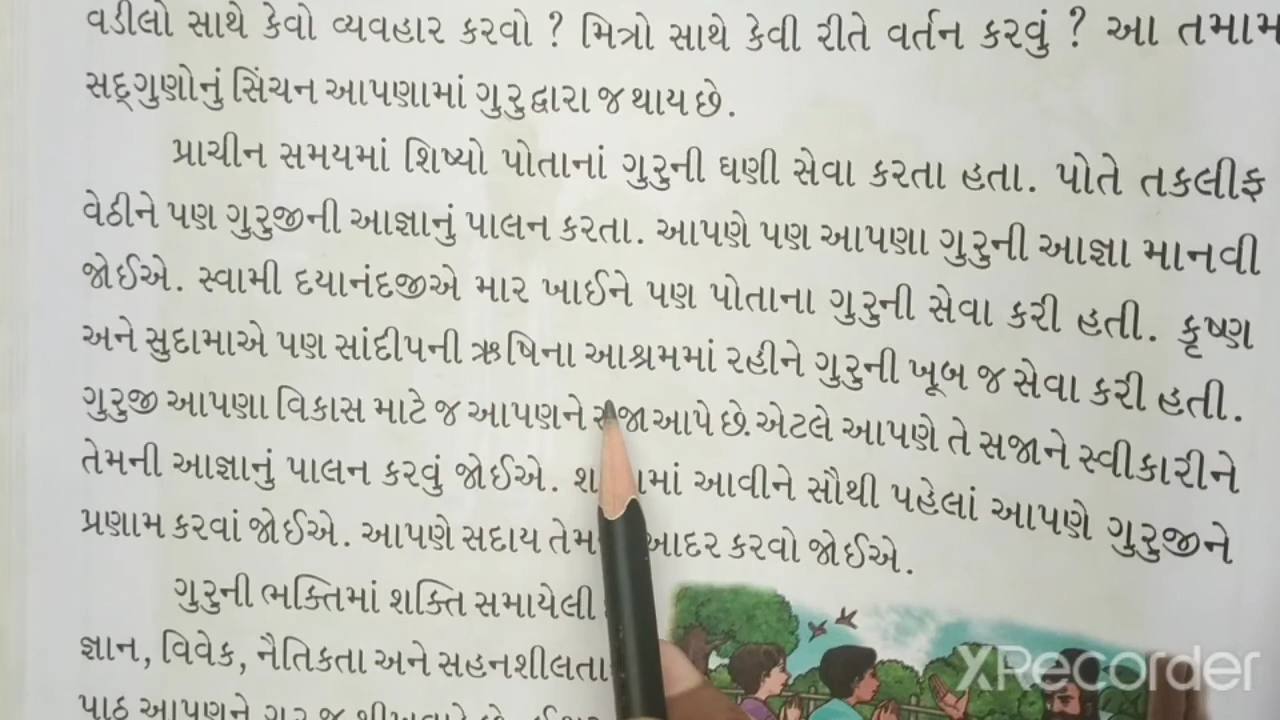 વડીલો સાથે કેવો વ્યવહાર કરવો ? મિત્રો સાથે કેવી રીતે વર્તન કરવું ? આ તમામ
સદ્ગુણોનું સિંચન આપણામાં ગુરુદ્વારા જ થાય છે.
પ્રાચીન સમયમાં શિષ્યો પોતાનાં ગુરુની ઘણી સેવા કરતા હતા. પોતે તકલીફ
વેઠીને પણ ગુરુજીની આજ્ઞાનું પાલન કરતા. આપણે પણ આપણા ગુરુની આજ્ઞા માનવી
જોઈએ. સ્વામી દયાનંદજીએ માર ખાઈને પણ પોતાના ગુરુની સેવા કરી હતી. કૃષ્ણ
અને સુદામાએ પણ સાંદીપની ઋષિના આશ્રમમાં રહીને ગુરુની ખૂબ જ સેવા કરી હતી.
ગુરુજી આપણા વિકાસ માટે જ આપણને સજા આપે છે. એટલે આપણે તે સજાને સ્વીકારીને
તેમની આજ્ઞાનું પાલન કરવું જોઈએ. આવીને સૌથી પહેલાં આપણે ગુરુજીને
પ્રણામ કરવાં જોઈએ. આપણે સદાય આદર કરવો જોઈએ.
ગુરુની ભક્તિમાં શક્તિ સમાયેલી
જ્ઞાન, વિવેક, નૈતિકતા અને સહનશીલતા
પાઠ આપણને
XRecorder